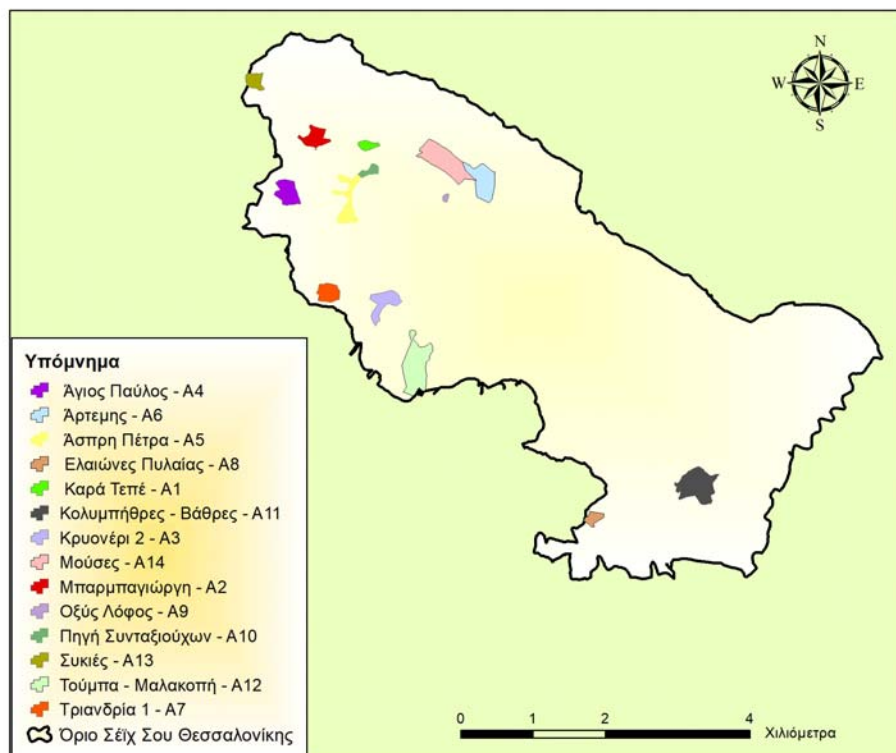 N
W E
S
Υπόμνημα
Άγιος Παύλος - Α4
Άρτεμης - Α6
Άσπρη Πέτρα - Α5
Ελαιώνες Πυλαίας - Α8
Καρά Τεπέ - Α1
Κολυμπήθρες - Βάθρες - Α11
Κρυονέρι 2 - Α3
Μούσες - Α14
Μπαρμπαγιώργη - Α2
Οξύς Λόφος - Α9
Πηγή Συνταξιούχων - Α10
Συκιές - Α13
Τούμπα - Μαλακοπή - Α12
Τριανδρία 1 - Α7
Όριο Σέϊχ Σου Θεσσαλονίκης
0 1 2 4
Χιλιόμετρα